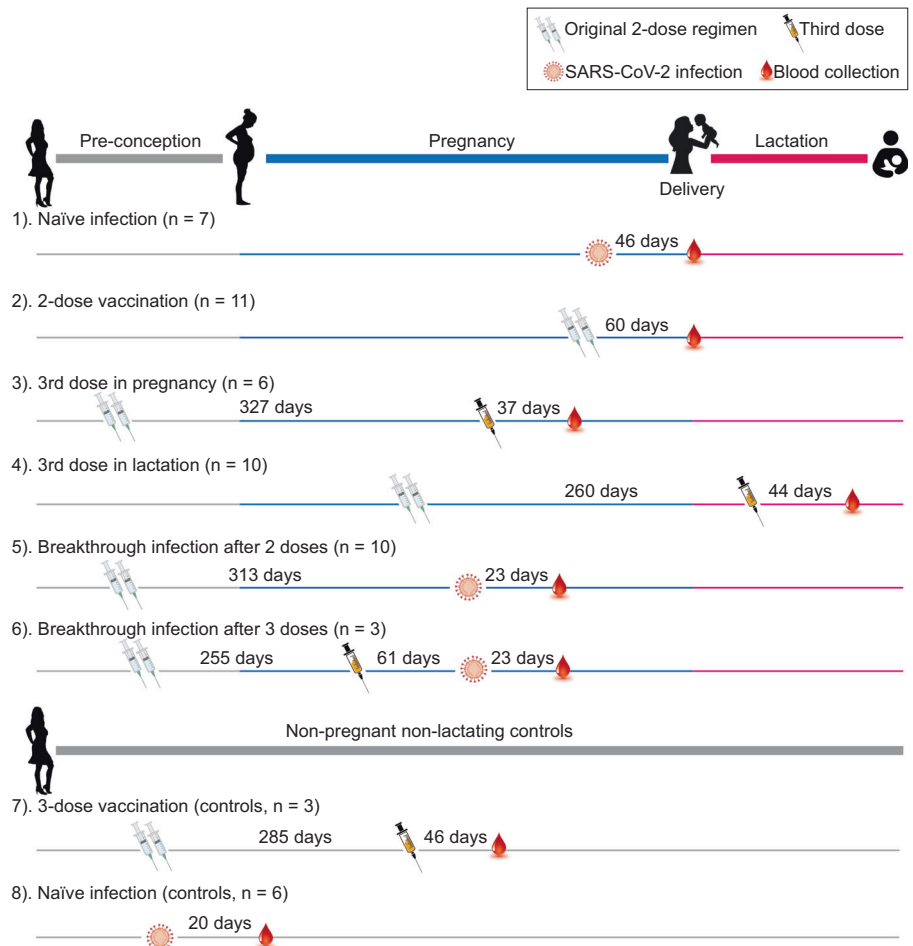 Original 2-dose regimen Third dose
SARS-CoV-2 infection Blood collection
Pre-conception Pregnancy Lactation
Delivery
1). Naïve infection (n = 7)
46 days
2). 2-dose vaccination (n = 11)
60 days
3). 3rd dose in pregnancy (n = 6)
327 days 37 days
4). 3rd dose in lactation (n = 10)
260 days 44 days
5). Breakthrough infection after 2 doses (n = 10)
313 days 23 days
6). Breakthrough infection after 3 doses (n = 3)
255 days 61 days 23 days
Non-pregnant non-lactating controls
7). 3-dose vaccination (controls, n = 3)
285 days 46 days
8). Naïve infection (controls, n = 6)
20 days